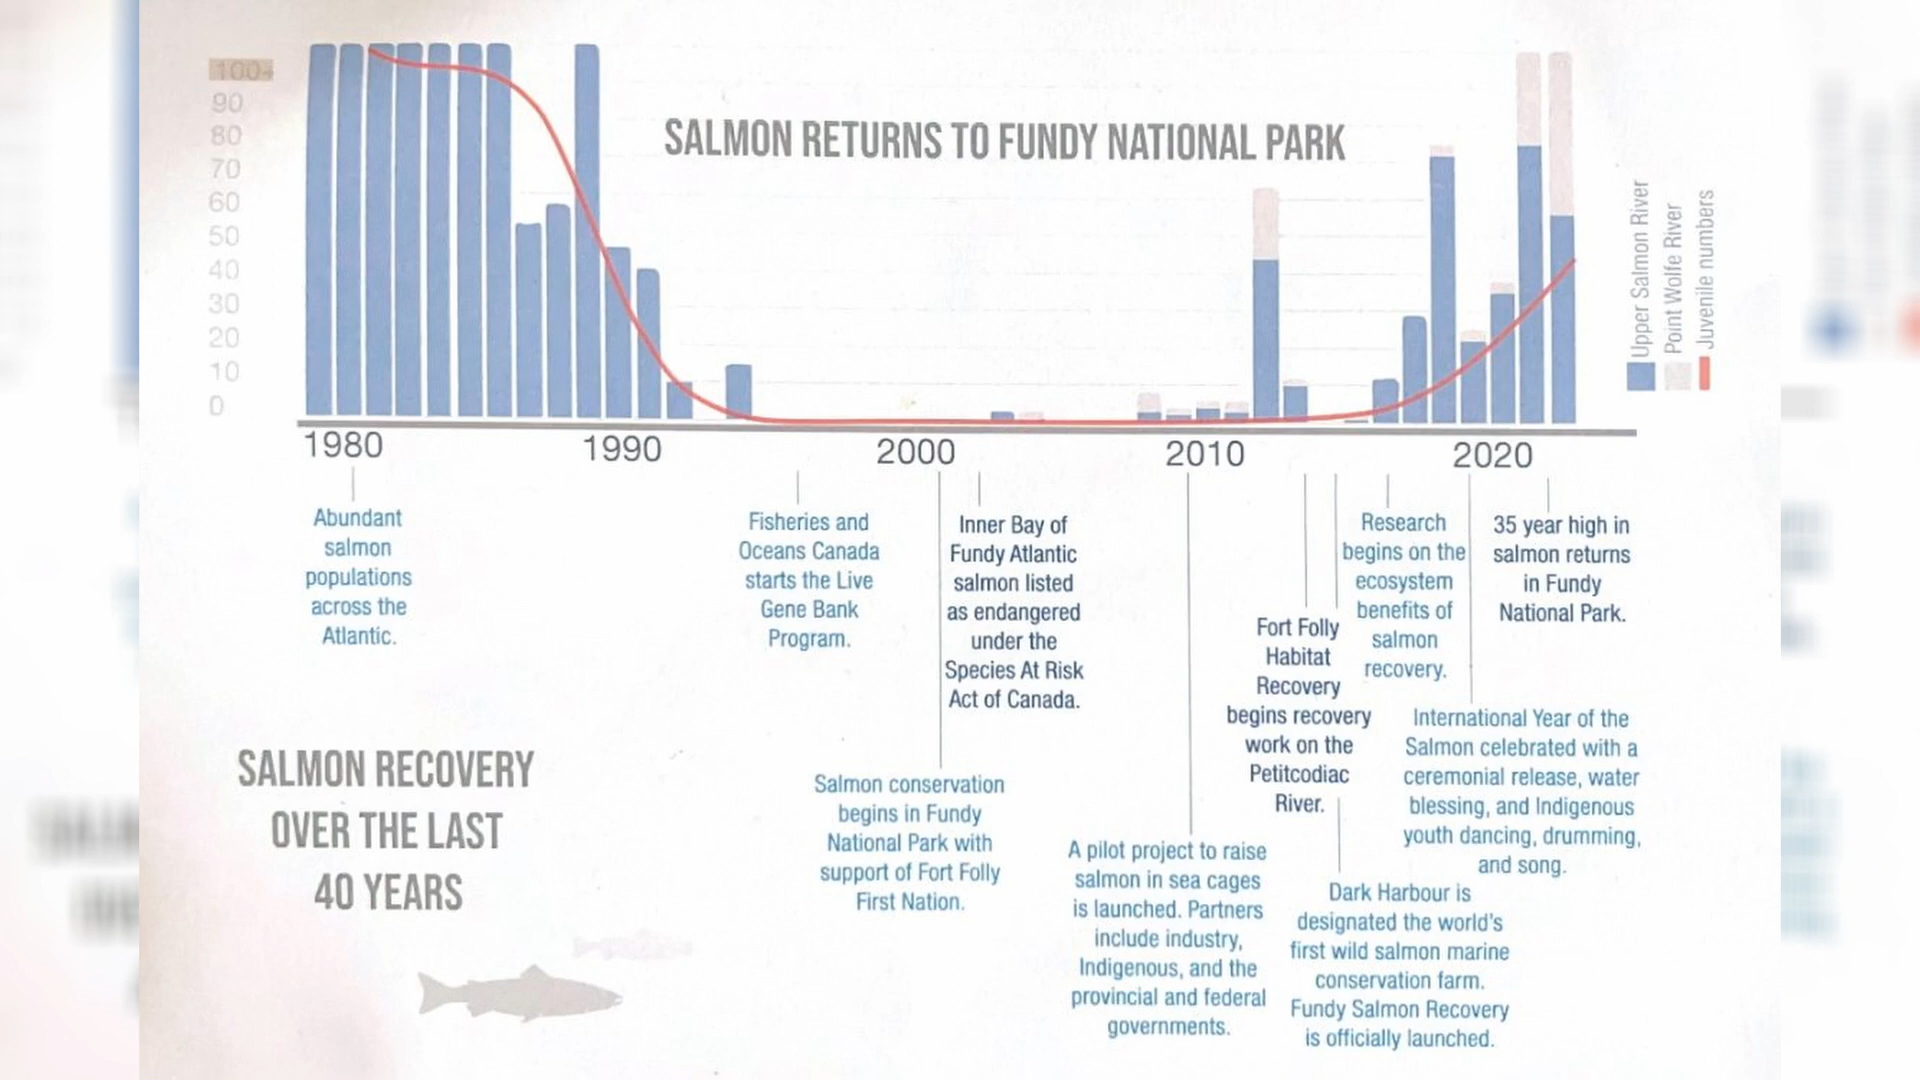 SALMON RETURNS TO FUNDY NATIONAL PARK
100+
90
80
70
60
50
40
30
20
10
0
Upper Salmon River
Point Wolfe River
Juvenile numbers
1980
1990
2000
2010
2020
Abundant
salmon
populations
across the
Atlantic.
Fisheries and
Oceans Canada
starts the Live
Gene Bank
Program.
Salmon conservation
begins in Fundy
National Park with
support of Fort Folly
First Nation.
Inner Bay of
Fundy Atlantic
salmon listed
as endangered
under the
Species At Risk
Act of Canada.
A pilot project to raise
salmon in sea cages
is launched. Partners
include industry,
Indigenous, and the
provincial and federal
governments.
Fort Folly
Habitat
Recovery
begins recovery
work on the
Petitcodiac
River.
Dark Harbour is
designated the world's
first wild salmon marine
conservation farm.
Fundy Salmon Recovery
is officially launched.
Research
begins on the
ecosystem
benefits of
salmon
recovery.
International Year of the
Salmon celebrated with a
ceremonial release, water
blessing, and Indigenous
youth dancing, drumming,
and song.
35 year high in
salmon returns
in Fundy
National Park.
SALMON RECOVERY
OVER THE LAST
40 YEARS